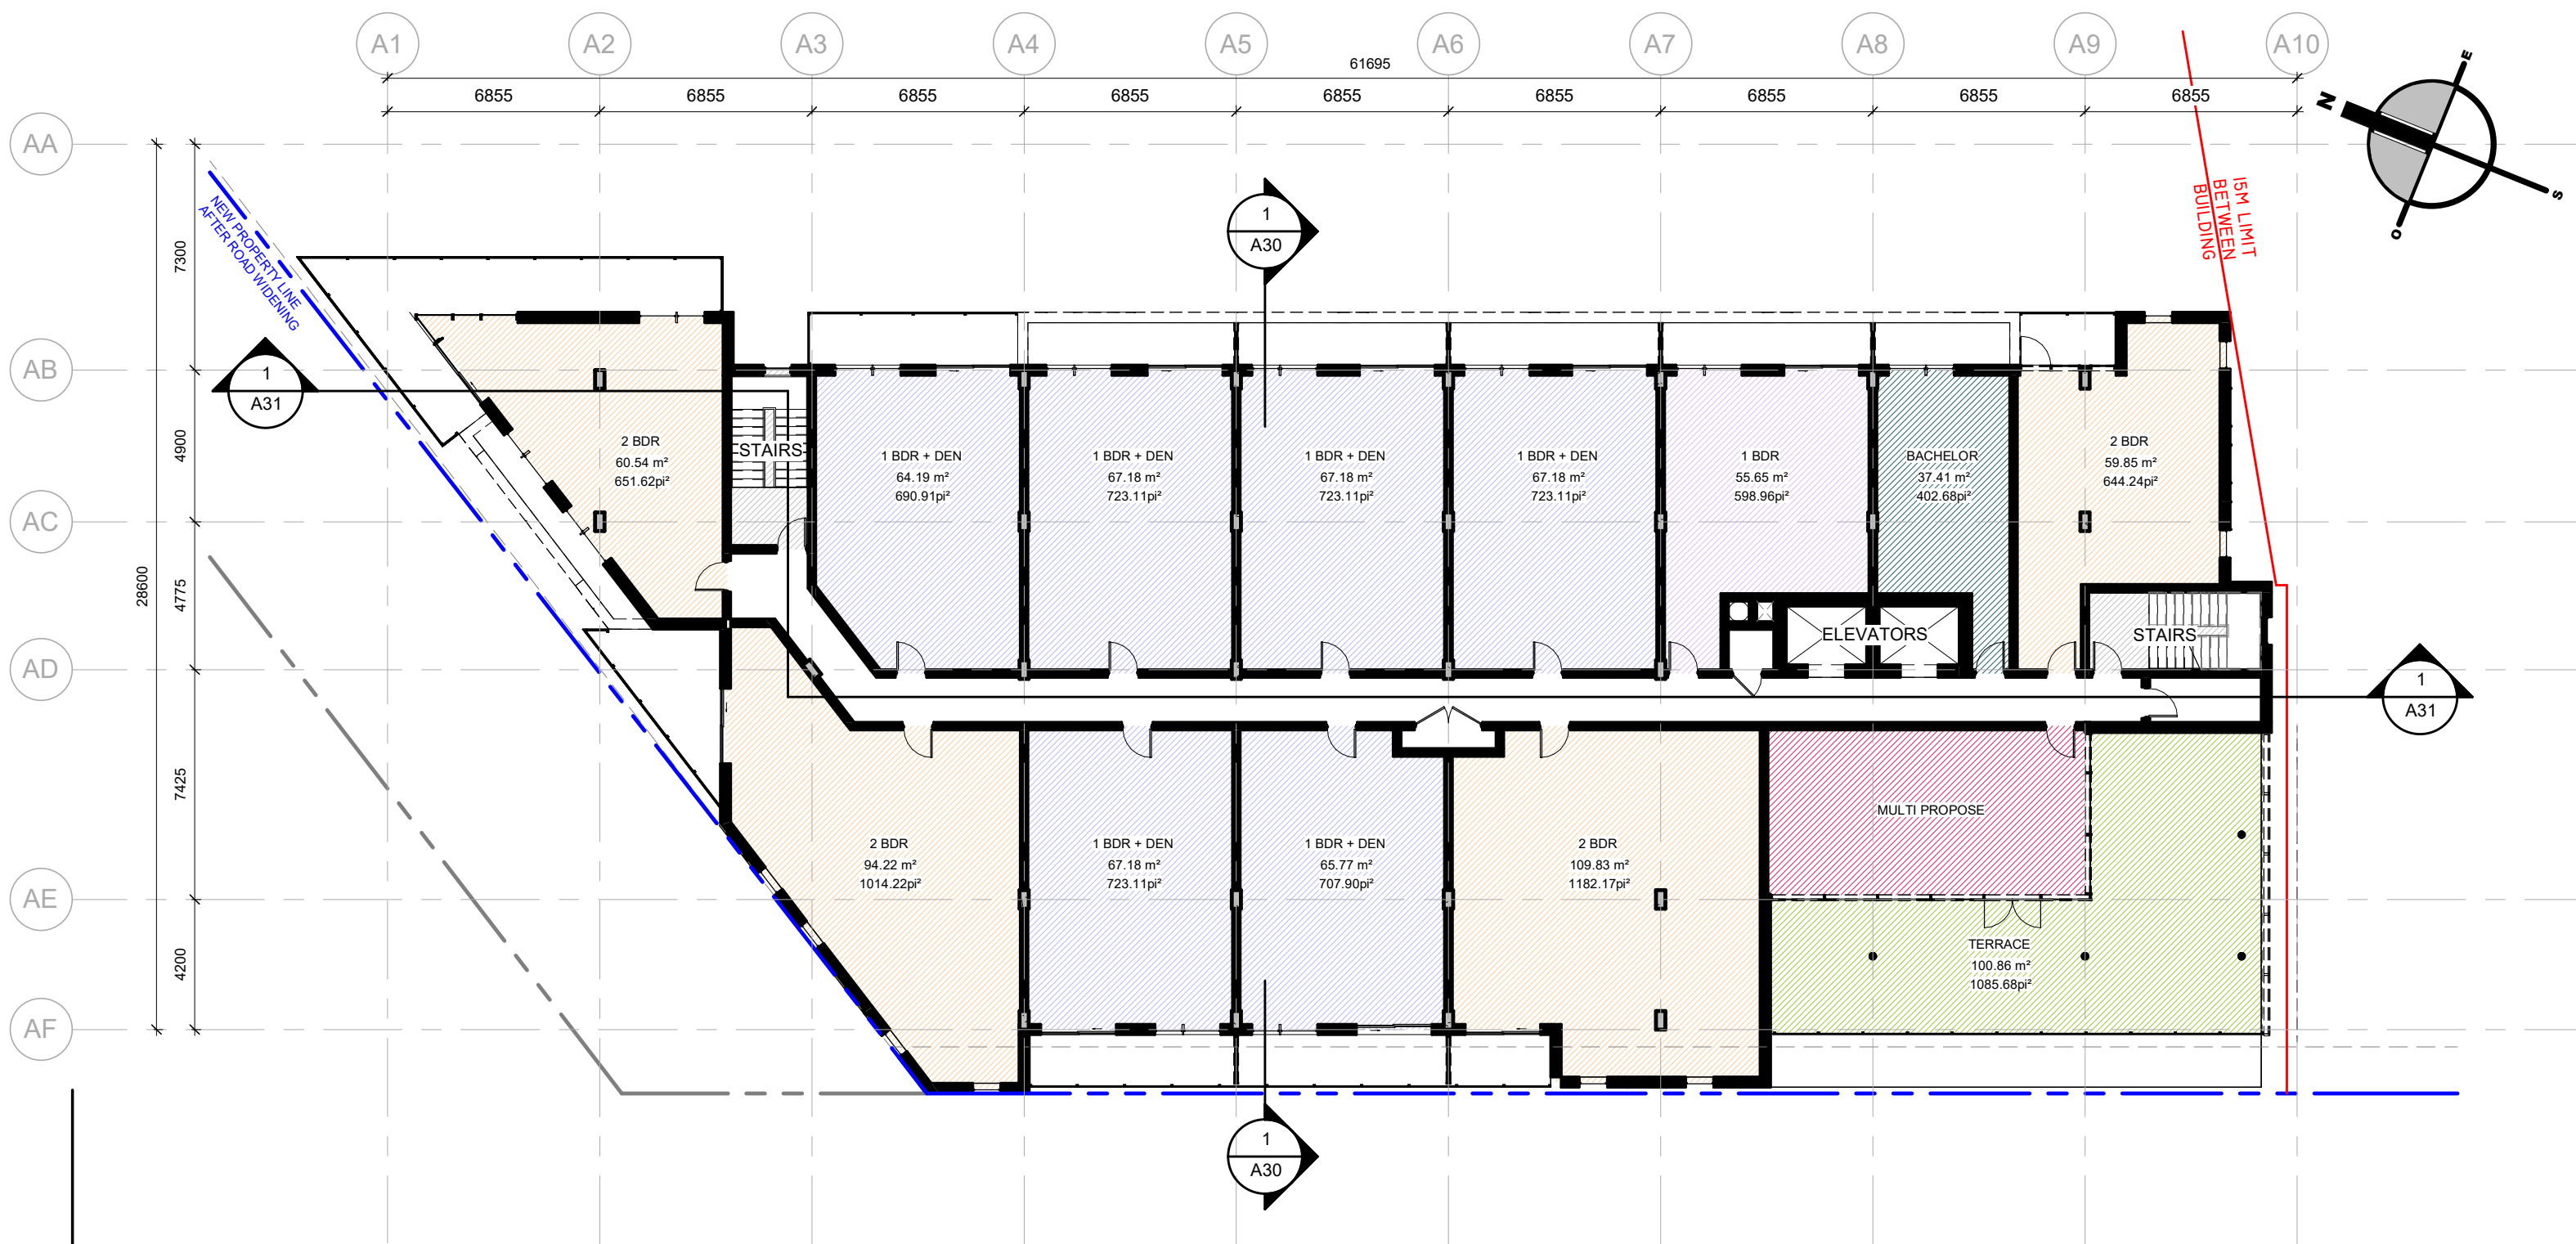 A1 A2 A3 A4 A5 A6 A7 A8 A9 A10
61695
6855 6855 6855 6855 6855 6855 6855 6855 6855
AA
AB
AC
AD
AE
AF
28600
7300
4900
4775
7425
4200
N
E
S
O
NEW PROPERTY LINE
AFTER ROAD WIDENING
15M LIMIT
BETWEEN
BUILDING
1
A30
1
A31
2 BDR
60.54 m²
651.62pi²
STAIRS
1 BDR + DEN
64.19 m²
690.91pi²
1 BDR + DEN
67.18 m²
723.11pi²
1 BDR + DEN
67.18 m²
723.11pi²
1 BDR + DEN
67.18 m²
723.11pi²
1 BDR
55.65 m²
598.96pi²
BACHELOR
37.41 m²
402.68pi²
2 BDR
59.85 m²
644.24pi²
ELEVATORS
STAIRS
1
A31
2 BDR
94.22 m²
1014.22pi²
1 BDR + DEN
67.18 m²
723.11pi²
1 BDR + DEN
65.77 m²
707.90pi²
2 BDR
109.83 m²
1182.17pi²
MULTI PROPOSE
TERRACE
100.86 m²
1085.68pi²
1
A30